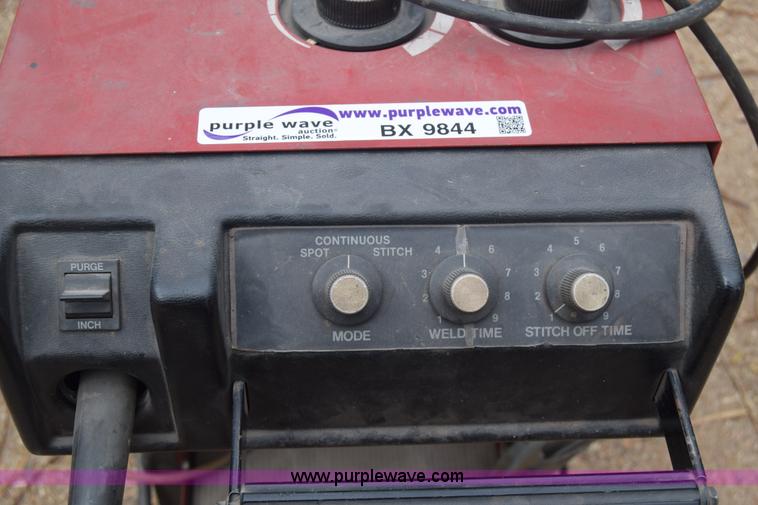 www.purplewave.com
purple wave
auction®
Straight. Simple. Sold.
BX 9844
PURGE
INCH
CONTINUOUS
SPOT STITCH
MODE
4 6
3 7
2 8
1 9
WELD TIME
5
4 6
3 7
2 8
1 9
STITCH OFF TIME
www.purplewave.com